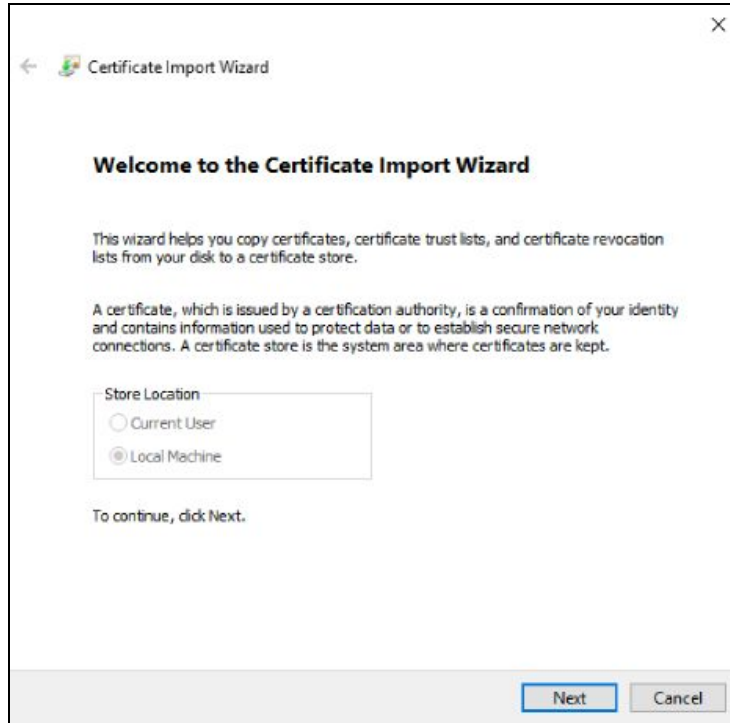 Certificate Import Wizard
Welcome to the Certificate Import Wizard
This wizard helps you copy certificates, certificate trust lists, and certificate revocation
lists from your disk to a certificate store.
A certificate, which is issued by a certification authority, is a confirmation of your identity
and contains information used to protect data or to establish secure network
connections. A certificate store is the system area where certificates are kept.
Store Location
Current User
Local Machine
To continue, click Next.
Next Cancel